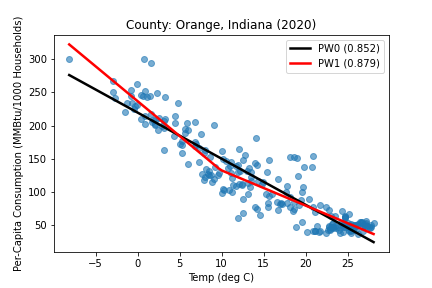 County: Orange, Indiana (2020)
Per-Capita Consumption (MMBtu/1000 Households)
300
250
200
150
100
50
PW0 (0.852)
PW1 (0.879)
−5 0 5 10 15 20 25
Temp (deg C)